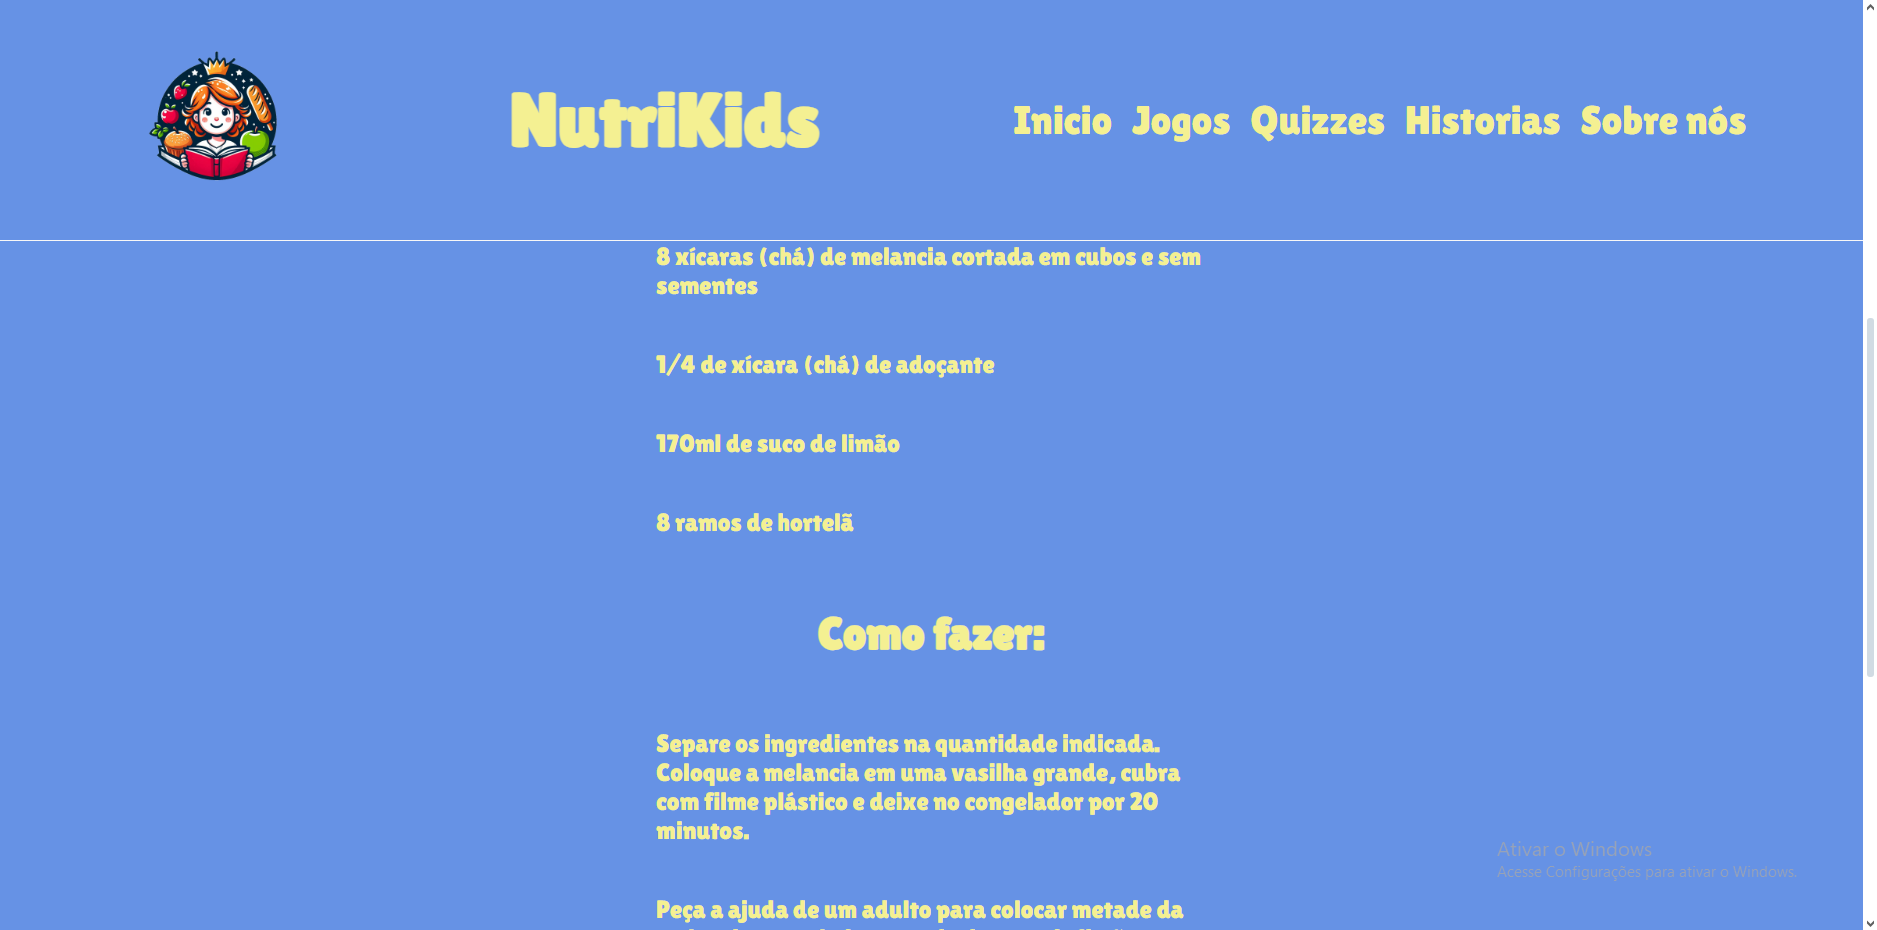 NutriKids
Inicio Jogos Quizzes Historias Sobre nós
8 xícaras (chá) de melancia cortada em cubos e sem
sementes
1/4 de xícara (chá) de adoçante
170ml de suco de limão
8 ramos de hortelã
Como fazer:
Separe os ingredientes na quantidade indicada.
Coloque a melancia em uma vasilha grande, cubra
com filme plástico e deixe no congelador por 20
minutos.
Ativar o Windows
Acesse Configurações para ativar o Windows.
Peça a ajuda de um adulto para colocar metade da